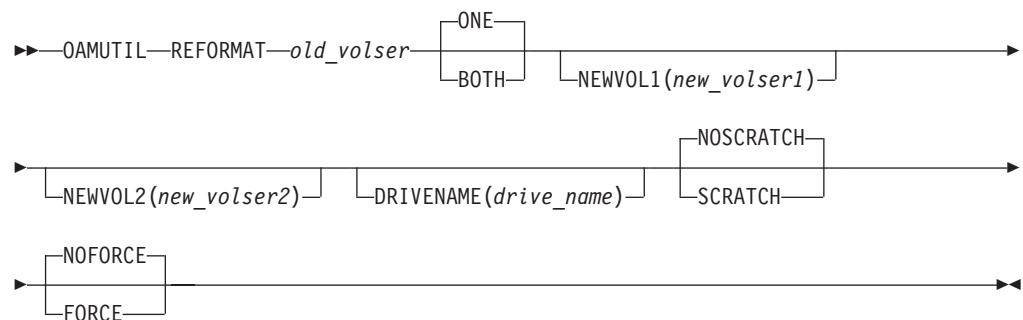 ONE
OAMUTIL REFORMAT old_volser
BOTH NEWVOL1(new_volser1)
NOSCRATCH
NEWVOL2(new_volser2) DRIVENAME(drive_name) SCRATCH
NOFORCE
FORCE